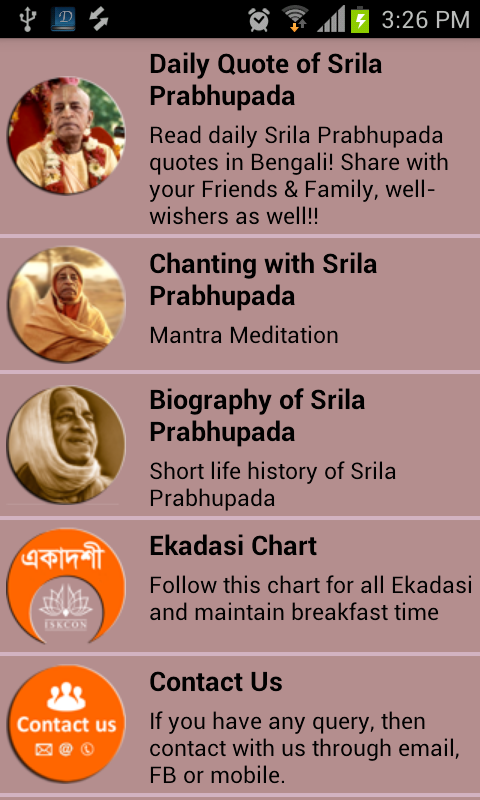 3:26 PM
Daily Quote of Srila
Prabhupada
Read daily Srila Prabhupada
quotes in Bengali! Share with
your Friends & Family, well-
wishers as well!!
Chanting with Srila
Prabhupada
Mantra Meditation
Biography of Srila
Prabhupada
Short life history of Srila
Prabhupada
একাদশী
ISKCON
Ekadasi Chart
Follow this chart for all Ekadasi
and maintain breakfast time
Contact us
Contact Us
If you have any query, then
contact with us through email,
FB or mobile.